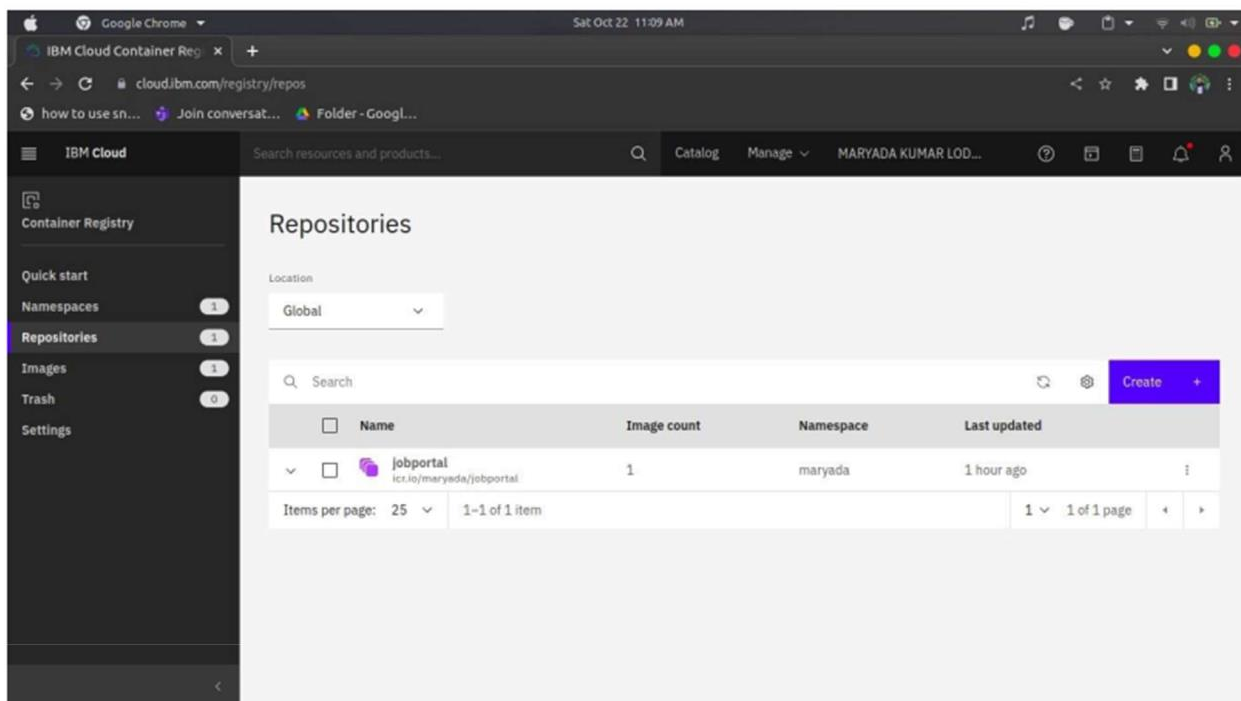 Google Chrome Sat Oct 22 11:09 AM
IBM Cloud Container Reg
cloud.ibm.com/registry/repos
how to use sn... Join conversat... Folder - Googl...
IBM Cloud Search resources and products... Catalog Manage MARYADA KUMAR LOD...
Container Registry
Quick start
Namespaces 1
Repositories 1
Images 1
Trash 0
Settings
Repositories
Location
Global
Search Create +
Name Image count Namespace Last updated
jobportal 1 maryada 1 hour ago
icr.io/maryada/jobportal
Items per page: 25 1–1 of 1 item 1 1 of 1 page